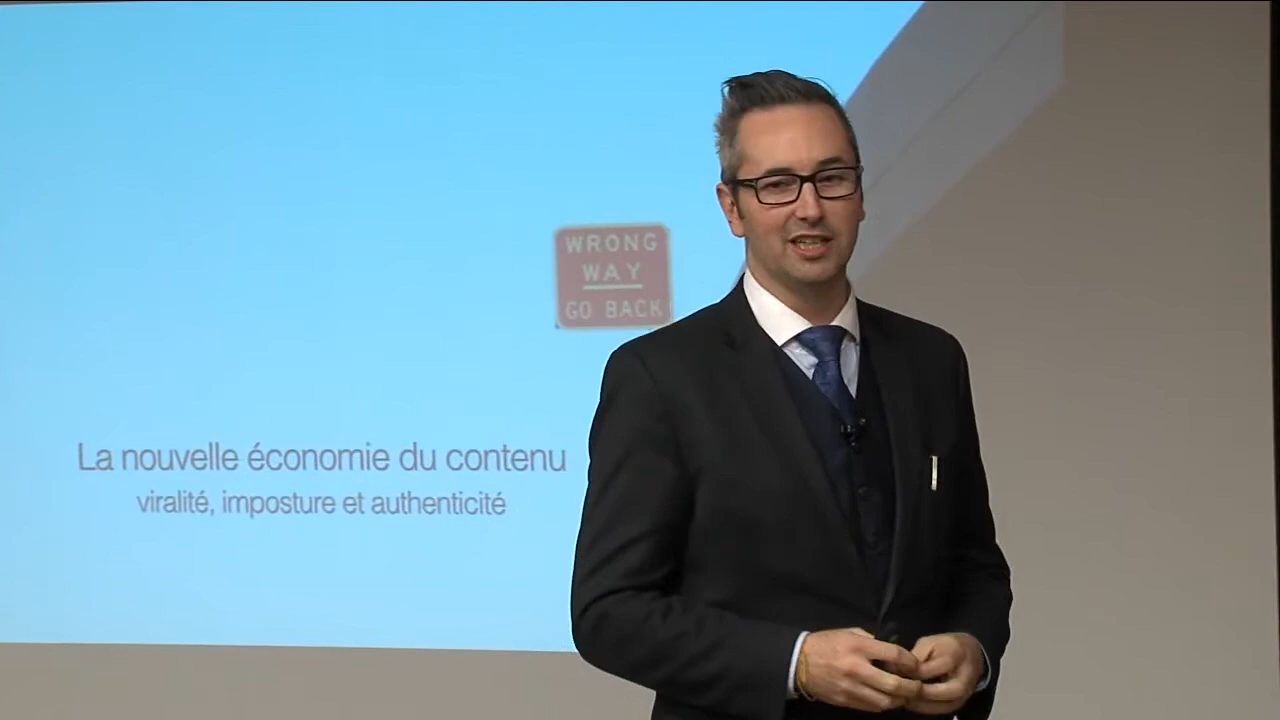 WRONG
WAY
GO BACK
La nouvelle économie du contenu
viralité, imposture et authenticité